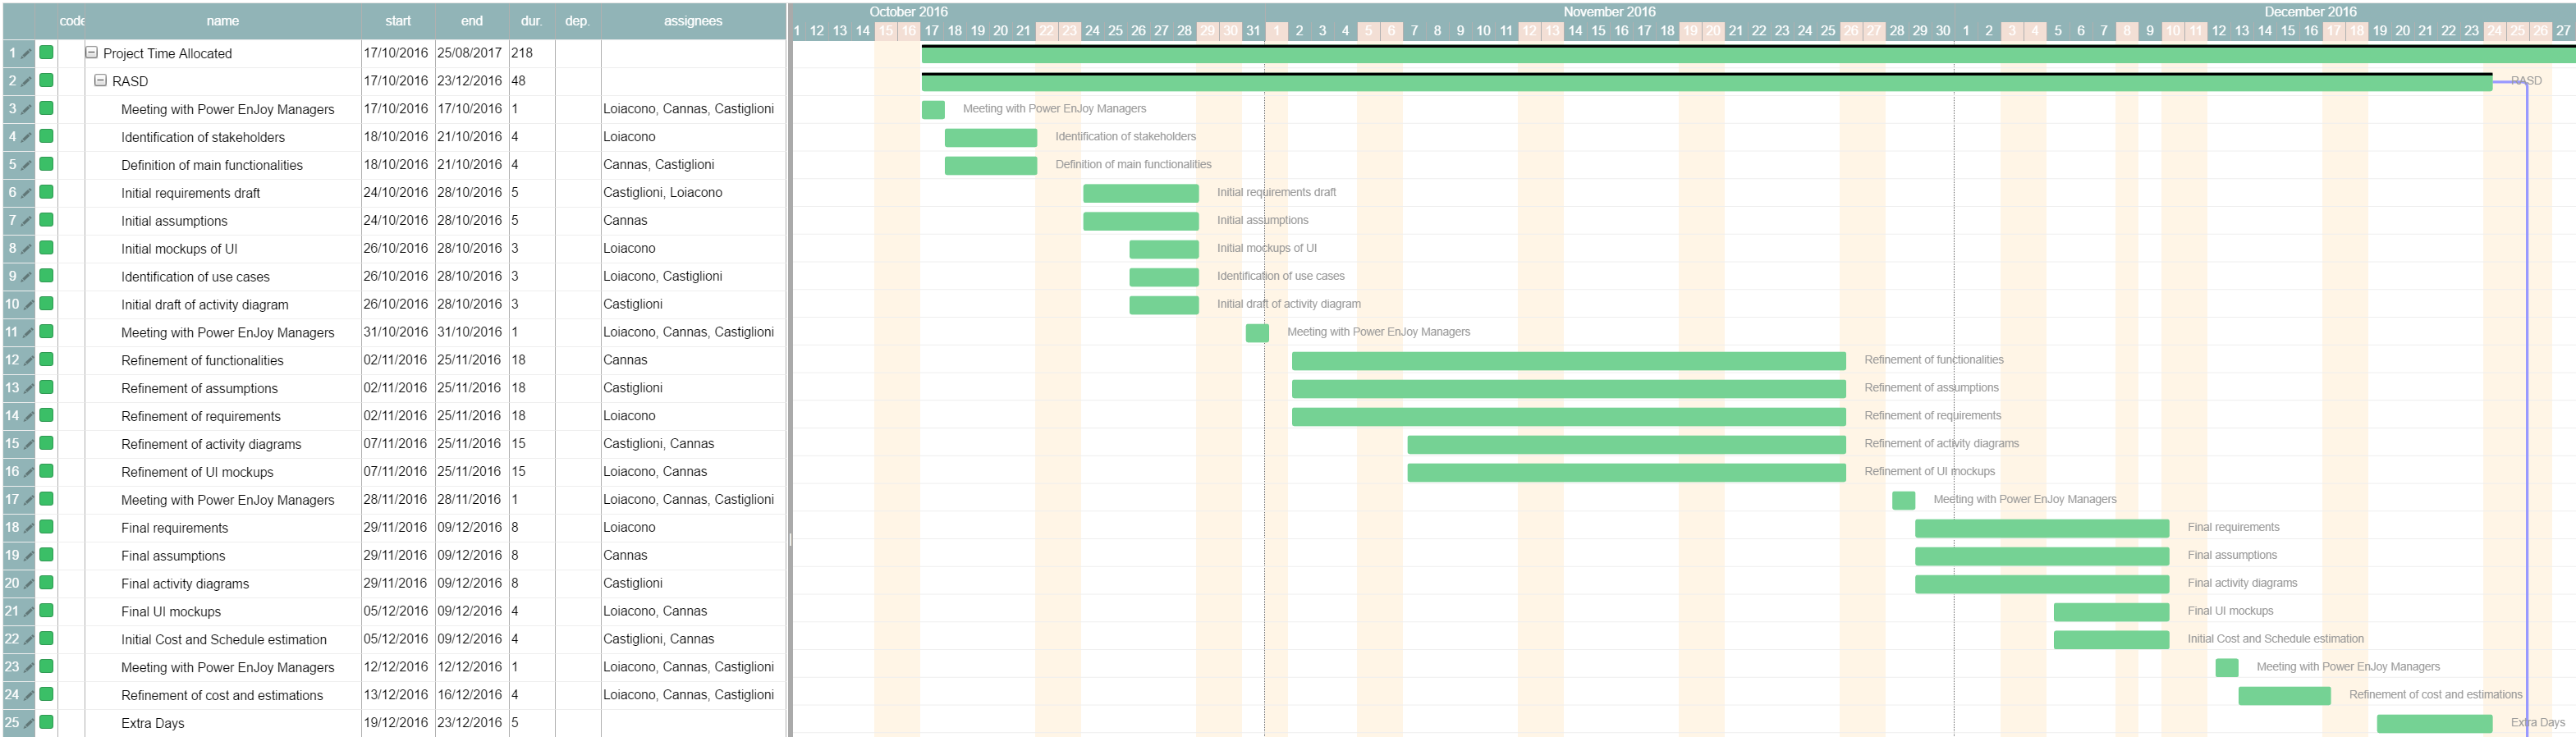 October 2016 November 2016 December 2016
code name start end dur. dep. assignees 1 12 13 14 15 16 17 18 19 20 21 22 23 24 25 26 27 28 29 30 31 1 2 3 4 5 6 7 8 9 10 11 12 13 14 15 16 17 18 19 20 21 22 23 24 25 26 27 28 29 30 1 2 3 4 5 6 7 8 9 10 11 12 13 14 15 16 17 18 19 20 21 22 23 24 25 26 27
1 Project Time Allocated 17/10/2016 25/08/2017 218
2 RASD 17/10/2016 23/12/2016 48 RASD
3 Meeting with Power EnJoy Managers 17/10/2016 17/10/2016 1 Loiacono, Cannas, Castiglioni Meeting with Power EnJoy Managers
4 Identification of stakeholders 18/10/2016 21/10/2016 4 Loiacono Identification of stakeholders
5 Definition of main functionalities 18/10/2016 21/10/2016 4 Cannas, Castiglioni Definition of main functionalities
6 Initial requirements draft 24/10/2016 28/10/2016 5 Castiglioni, Loiacono Initial requirements draft
7 Initial assumptions 24/10/2016 28/10/2016 5 Cannas Initial assumptions
8 Initial mockups of UI 26/10/2016 28/10/2016 3 Loiacono Initial mockups of UI
9 Identification of use cases 26/10/2016 28/10/2016 3 Loiacono, Castiglioni Identification of use cases
10 Initial draft of activity diagram 26/10/2016 28/10/2016 3 Castiglioni Initial draft of activity diagram
11 Meeting with Power EnJoy Managers 31/10/2016 31/10/2016 1 Loiacono, Cannas, Castiglioni Meeting with Power EnJoy Managers
12 Refinement of functionalities 02/11/2016 25/11/2016 18 Cannas Refinement of functionalities
13 Refinement of assumptions 02/11/2016 25/11/2016 18 Castiglioni Refinement of assumptions
14 Refinement of requirements 02/11/2016 25/11/2016 18 Loiacono Refinement of requirements
15 Refinement of activity diagrams 07/11/2016 25/11/2016 15 Castiglioni, Cannas Refinement of activity diagrams
16 Refinement of UI mockups 07/11/2016 25/11/2016 15 Loiacono, Cannas Refinement of UI mockups
17 Meeting with Power EnJoy Managers 28/11/2016 28/11/2016 1 Loiacono, Cannas, Castiglioni Meeting with Power EnJoy Managers
18 Final requirements 29/11/2016 09/12/2016 8 Loiacono Final requirements
19 Final assumptions 29/11/2016 09/12/2016 8 Cannas Final assumptions
20 Final activity diagrams 29/11/2016 09/12/2016 8 Castiglioni Final activity diagrams
21 Final UI mockups 05/12/2016 09/12/2016 4 Loiacono, Cannas Final UI mockups
22 Initial Cost and Schedule estimation 05/12/2016 09/12/2016 4 Castiglioni, Cannas Initial Cost and Schedule estimation
23 Meeting with Power EnJoy Managers 12/12/2016 12/12/2016 1 Loiacono, Cannas, Castiglioni Meeting with Power EnJoy Managers
24 Refinement of cost and estimations 13/12/2016 16/12/2016 4 Loiacono, Cannas, Castiglioni Refinement of cost and estimations
25 Extra Days 19/12/2016 23/12/2016 5 Extra Days